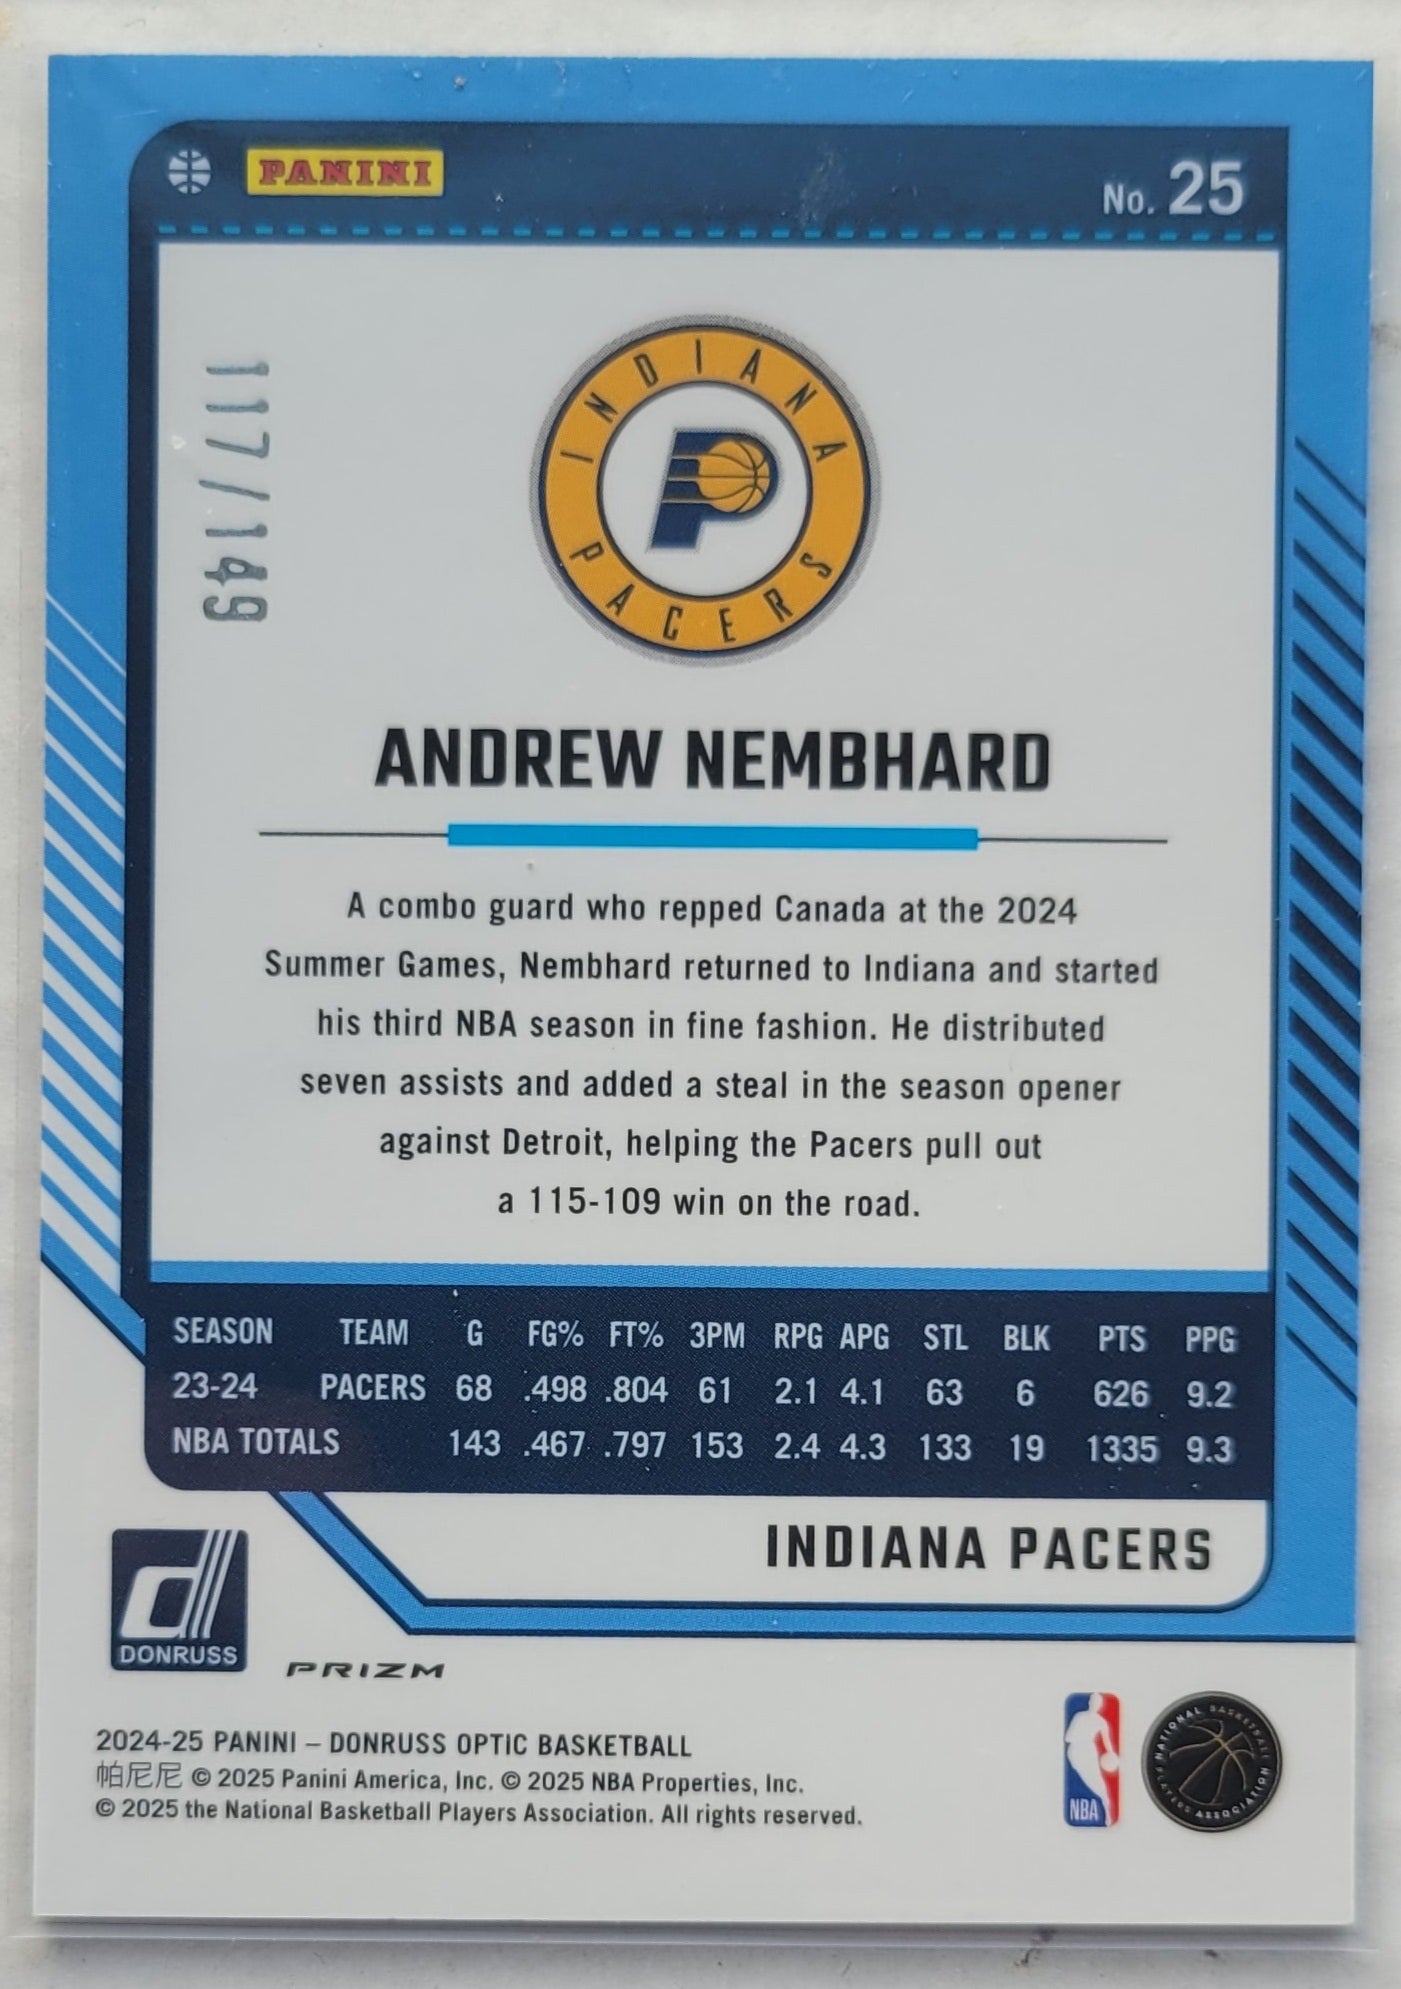 PANINI
No. 25
117/149
INDIANA PACERS
ANDREW NEMBHARD
A combo guard who repped Canada at the 2024
Summer Games, Nembhard returned to Indiana and started
his third NBA season in fine fashion. He distributed
seven assists and added a steal in the season opener
against Detroit, helping the Pacers pull out
a 115-109 win on the road.
SEASON TEAM G FG% FT% 3PM RPG APG STL BLK PTS PPG
23-24 PACERS 68 .498 .804 61 2.1 4.1 63 6 626 9.2
NBA TOTALS 143 .467 .797 153 2.4 4.3 133 19 1335 9.3
INDIANA PACERS
d
DONRUSS
PRIZM
2024-25 PANINI – DONRUSS OPTIC BASKETBALL
帕尼尼 © 2025 Panini America, Inc. © 2025 NBA Properties, Inc.
© 2025 the National Basketball Players Association. All rights reserved.
NBA
NATIONAL BASKETBALL
PLAYERS ASSOCIATION